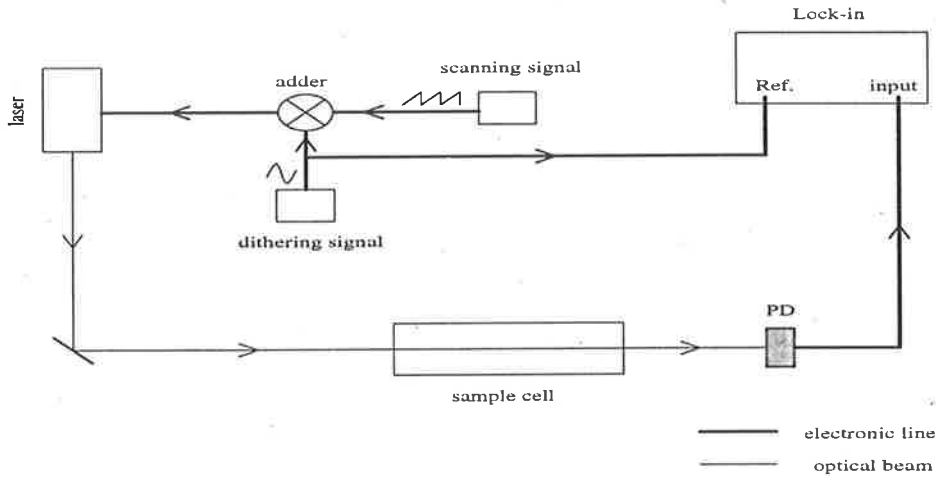 Lock-in
scanning signal
adder
Ref.
input
laser
dithering signal
PD
sample cell
electronic line
optical beam